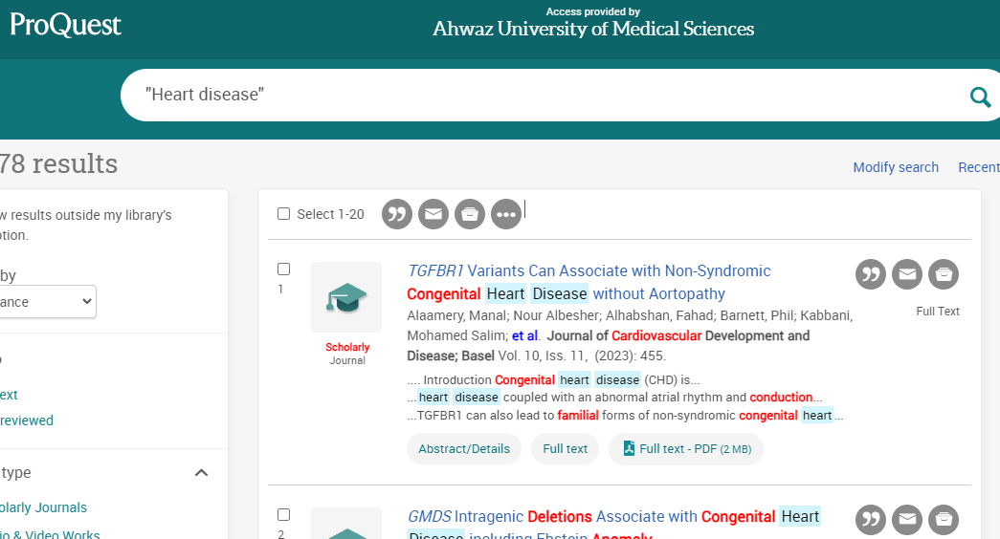 ProQuest
Access provided by
Ahwaz University of Medical Sciences
"Heart disease"
78 results
Modify search
Recent
w results outside my library's
ption.
by
ance
ext
reviewed
type
olarly Journals
io & Video Works
Select 1-20
1
Scholarly
Journal
TGFBR1 Variants Can Associate with Non-Syndromic
Congenital Heart Disease without Aortopathy
Alaamery, Manal; Nour Albesher; Alhabshan, Fahad; Barnett, Phil; Kabbani,
Mohamed Salim; et al. Journal of Cardiovascular Development and
Disease; Basel Vol. 10, Iss. 11, (2023): 455.
.... Introduction Congenital heart disease (CHD) is...
...heart disease coupled with an abnormal atrial rhythm and conduction...
...TGFBR1 can also lead to familial forms of non-syndromic congenital heart...
Full Text
Abstract/Details
Full text
Full text - PDF (2 MB)
2
GMDS Intragenic Deletions Associate with Congenital Heart
Disease including Ebstein Anomaly